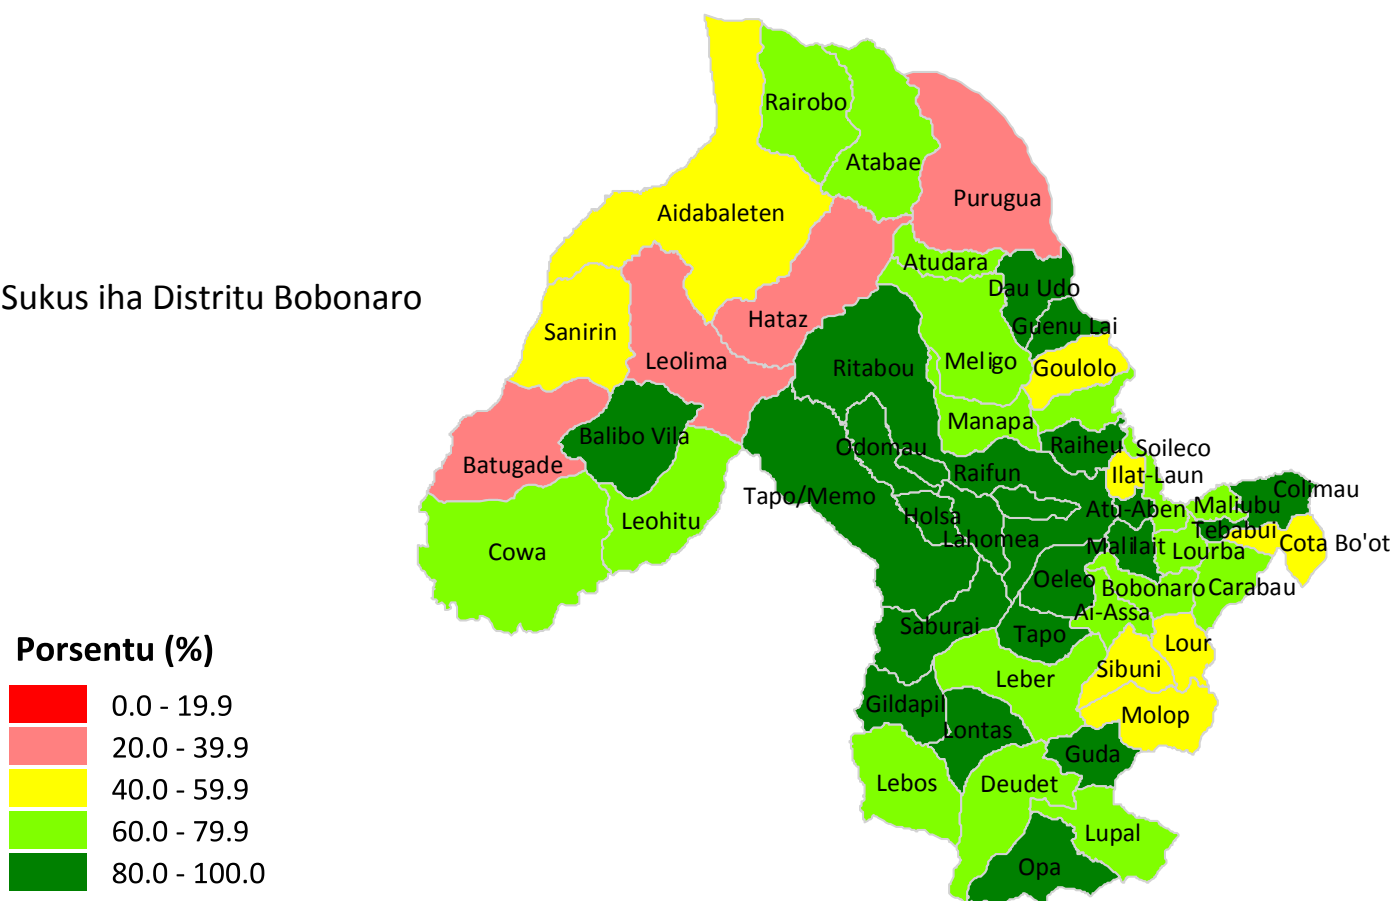 Rairobo
Atabae
Purugua
Aidabaleten
Atudara
Dau Udo
Sukus iha Distritu Bobonaro
Guenu Lai
Sanirin
Hataz
Leolima
Ritabou
Meligo
Goulolo
Manapa
Balibo Vila
Odomau
Raiheu
Soileco
Batugade
Raifun
Ilat-Laun
Tapo/Memo
Colimau
Maliubu
Atu-Aben
Leohitu
Holsa
Tebabui
Lahomea
Cota Bo'ot
Malilait
Lourba
Cowa
Oeleo
Bobonaro
Carabau
Ai-Assa
Saburai
Tapo
Lour
Sibuni
Leber
Gildapil
Molop
Lontas
Guda
Lebos
Deudet
Lupal
Opa
Porsentu (%)
0.0 - 19.9
20.0 - 39.9
40.0 - 59.9
60.0 - 79.9
80.0 - 100.0